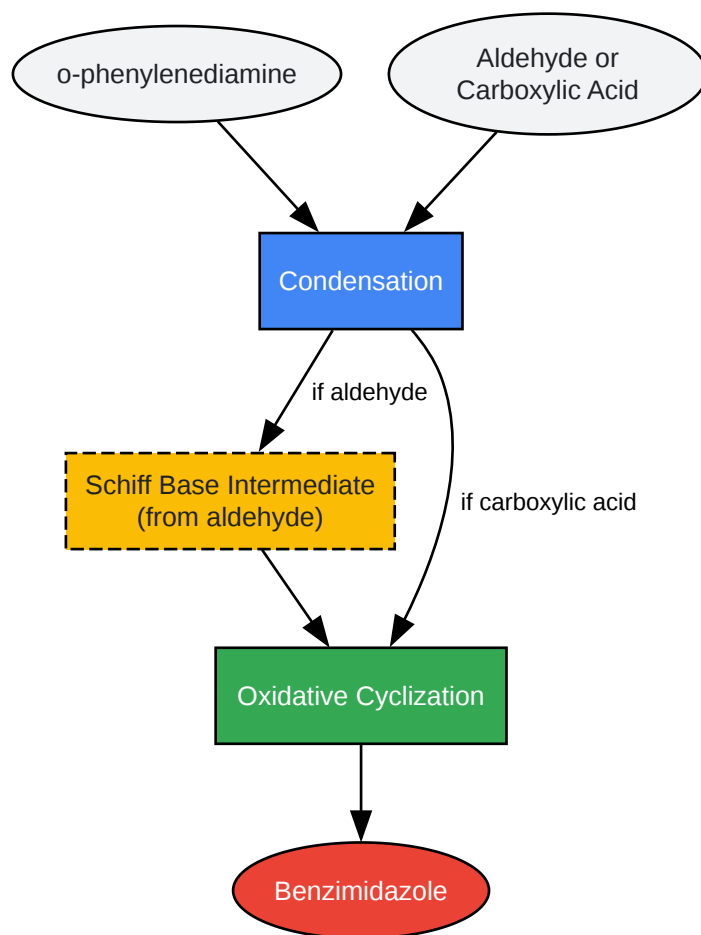 o-phenylenediamine
Aldehyde or
Carboxylic Acid
Condensation
if aldehyde
Schiff Base Intermediate
(from aldehyde)
if carboxylic acid
Oxidative Cyclization
Benzimidazole